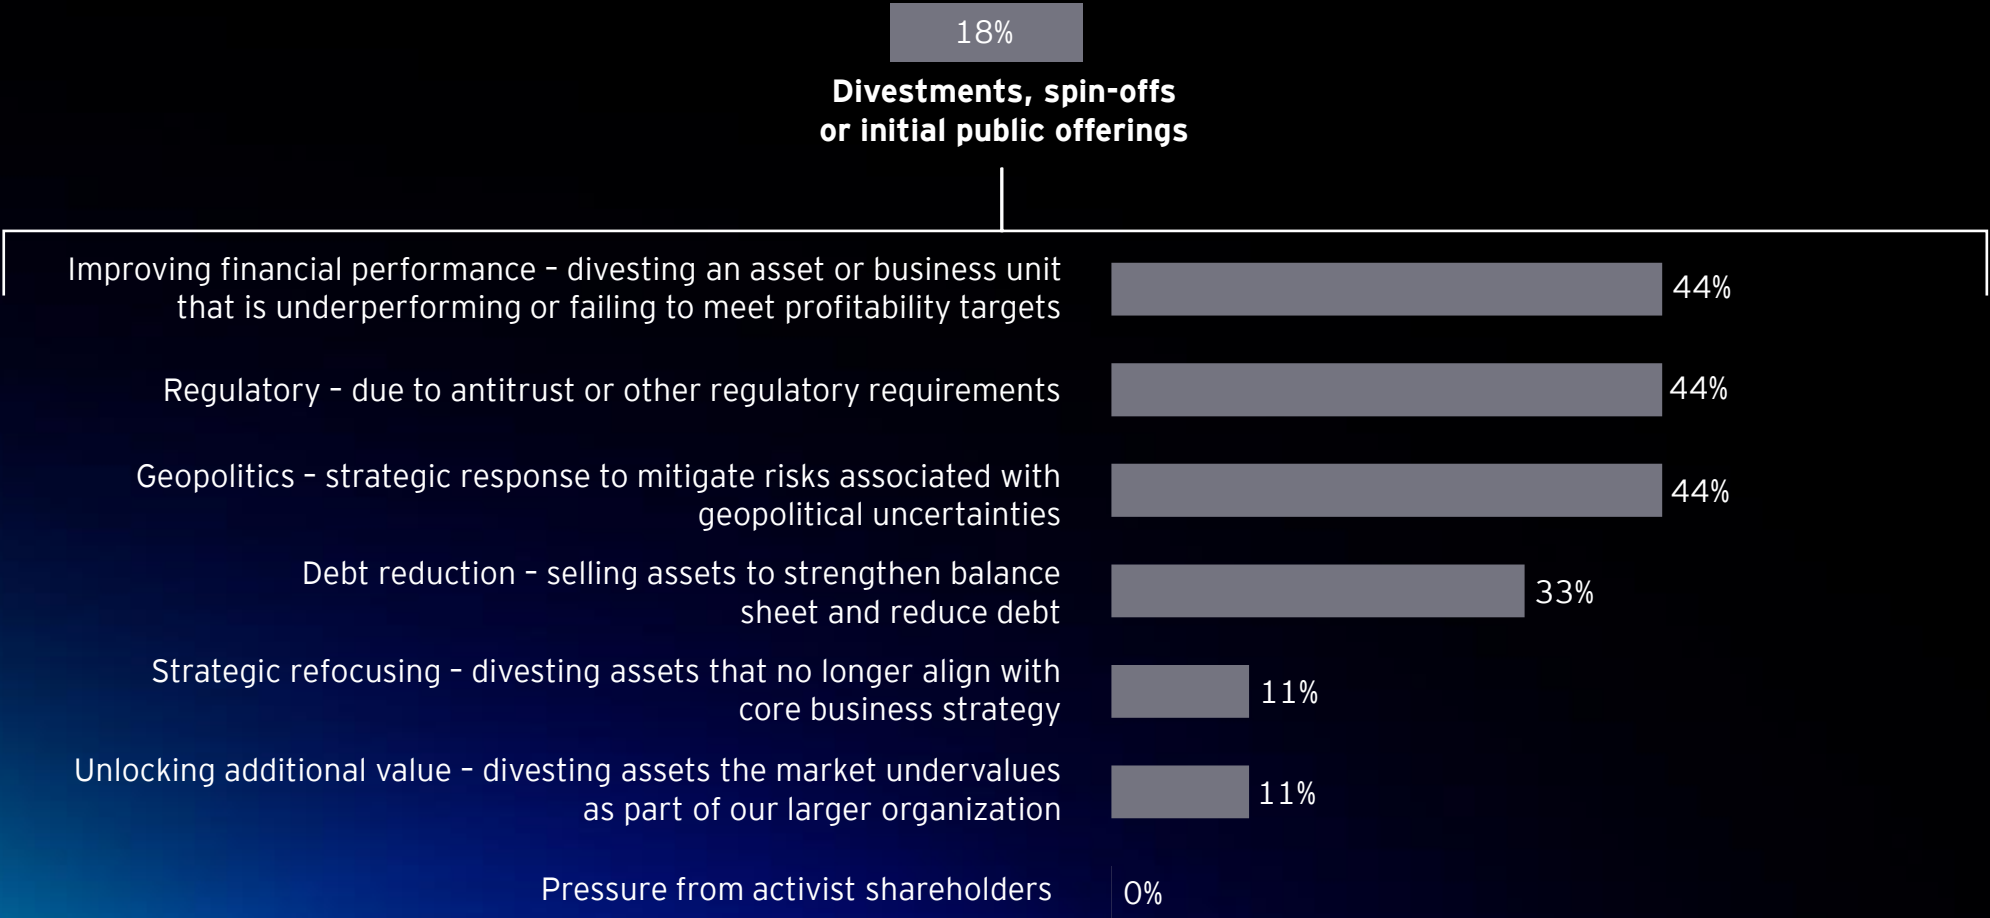 18%
Divestments, spin-offs
or initial public offerings
Improving financial performance – divesting an asset or business unit
that is underperforming or failing to meet profitability targets
44%
Regulatory – due to antitrust or other regulatory requirements
44%
Geopolitics – strategic response to mitigate risks associated with
geopolitical uncertainties
44%
Debt reduction – selling assets to strengthen balance
sheet and reduce debt
33%
Strategic refocusing – divesting assets that no longer align with
core business strategy
11%
Unlocking additional value – divesting assets the market undervalues
as part of our larger organization
11%
Pressure from activist shareholders
0%